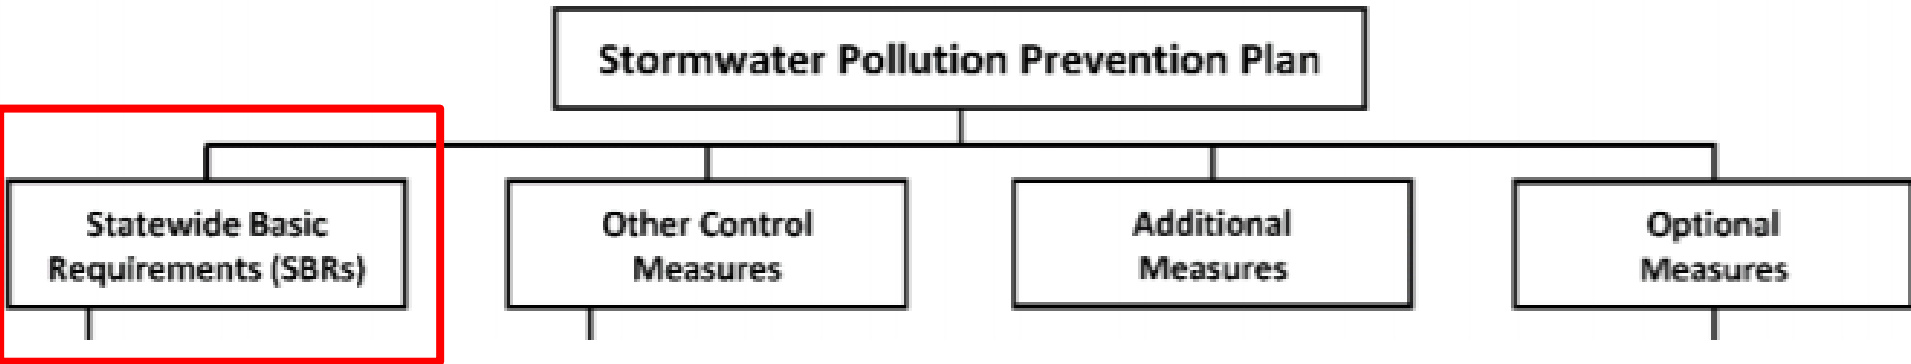 Stormwater Pollution Prevention Plan
Statewide Basic
Requirements (SBRs)
Other Control
Measures
Additional
Measures
Optional
Measures